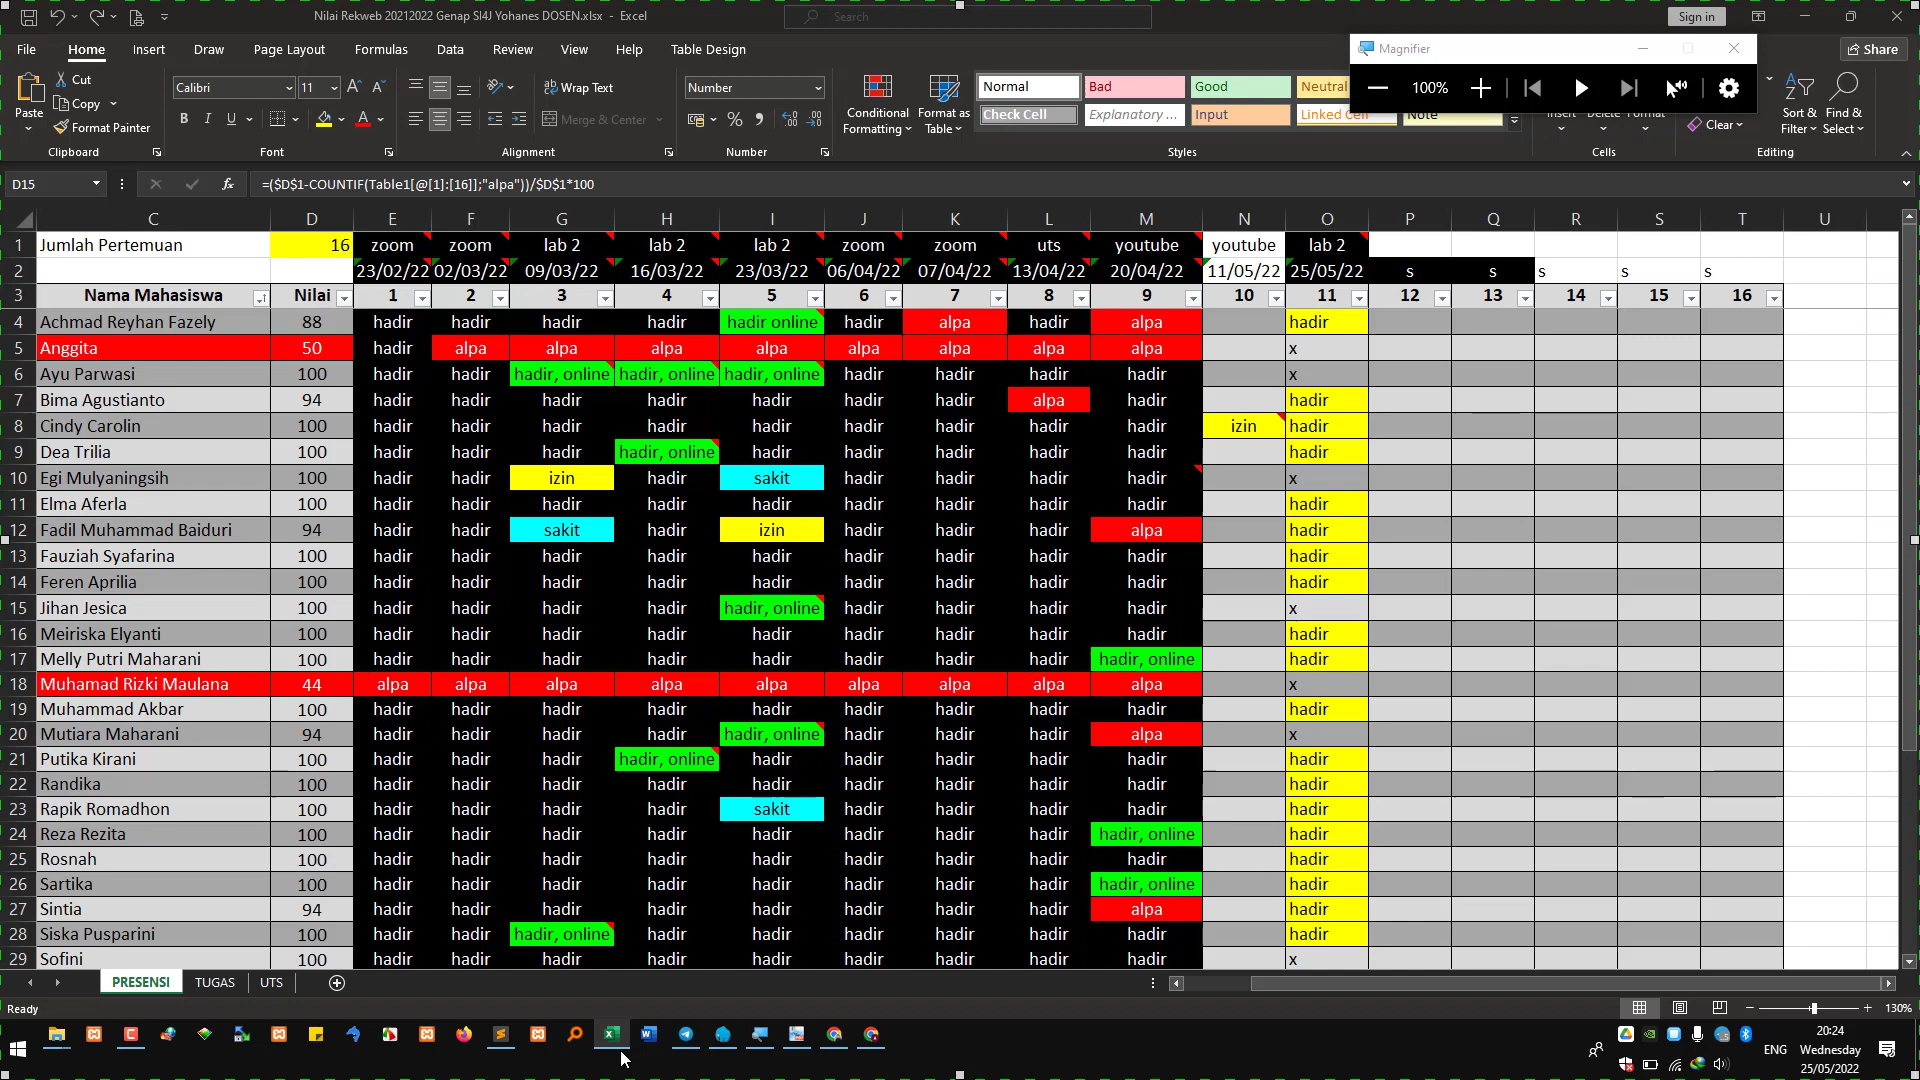 Nilai Rekweb 20212022 Genap SI4J Yohanes DOSEN.xlsx - Excel
Search
Sign in
File Home Insert Draw Page Layout Formulas Data Review View Help Table Design
Magnifier
Share
Cut
Copy
Format Painter
Paste
Calibri 11
B I U
Wrap Text
Merge & Center
Number
Conditional Formatting
Format as Table
Normal Bad Good Neutral
Check Cell Explanatory ... Input Linked Cell Note
100%
Insert Delete Format
Clear
Sort & Filter
Find & Select
Clipboard Font Alignment Number Styles Cells Editing
D15 fx =($D$1-COUNTIF(Table1[@[1]:[16]];"alpa"))/$D$1*100
C D E F G H I J K L M N O P Q R S T U
1 Jumlah Pertemuan 16 zoom zoom lab 2 lab 2 lab 2 zoom zoom uts youtube youtube lab 2
2 23/02/22 02/03/22 09/03/22 16/03/22 23/03/22 06/04/22 07/04/22 13/04/22 20/04/22 11/05/22 25/05/22 s s s s s
3 Nama Mahasiswa Nilai 1 2 3 4 5 6 7 8 9 10 11 12 13 14 15 16
4 Achmad Reyhan Fazely 88 hadir hadir hadir hadir hadir online hadir alpa hadir alpa hadir
5 Anggita 50 hadir alpa alpa alpa alpa alpa alpa alpa alpa x
6 Ayu Parwasi 100 hadir hadir hadir, online hadir, online hadir, online hadir hadir hadir hadir x
7 Bima Agustianto 94 hadir hadir hadir hadir hadir hadir hadir alpa hadir hadir
8 Cindy Carolin 100 hadir hadir hadir hadir hadir hadir hadir hadir hadir izin hadir
9 Dea Trilia 100 hadir hadir hadir hadir, online hadir hadir hadir hadir hadir hadir
10 Egi Mulyaningsih 100 hadir hadir izin hadir sakit hadir hadir hadir hadir x
11 Elma Aferla 100 hadir hadir hadir hadir hadir hadir hadir hadir hadir hadir
12 Fadil Muhammad Baiduri 94 hadir hadir sakit hadir izin hadir hadir hadir alpa hadir
13 Fauziah Syafarina 100 hadir hadir hadir hadir hadir hadir hadir hadir hadir hadir
14 Feren Aprilia 100 hadir hadir hadir hadir hadir hadir hadir hadir hadir hadir
15 Jihan Jesica 100 hadir hadir hadir hadir hadir, online hadir hadir hadir hadir x
16 Meiriska Elyanti 100 hadir hadir hadir hadir hadir hadir hadir hadir hadir hadir
17 Melly Putri Maharani 100 hadir hadir hadir hadir hadir hadir hadir hadir hadir, online hadir
18 Muhamad Rizki Maulana 44 alpa alpa alpa alpa alpa alpa alpa alpa alpa x
19 Muhammad Akbar 100 hadir hadir hadir hadir hadir hadir hadir hadir hadir hadir
20 Mutiara Maharani 94 hadir hadir hadir hadir hadir, online hadir hadir hadir alpa x
21 Putika Kirani 100 hadir hadir hadir hadir, online hadir hadir hadir hadir hadir hadir
22 Randika 100 hadir hadir hadir hadir hadir hadir hadir hadir hadir hadir
23 Rapik Romadhon 100 hadir hadir hadir hadir sakit hadir hadir hadir hadir hadir
24 Reza Rezita 100 hadir hadir hadir hadir hadir hadir hadir hadir hadir, online hadir
25 Rosnah 100 hadir hadir hadir hadir hadir hadir hadir hadir hadir hadir
26 Sartika 100 hadir hadir hadir hadir hadir hadir hadir hadir hadir, online hadir
27 Sintia 94 hadir hadir hadir hadir hadir hadir hadir hadir alpa hadir
28 Siska Pusparini 100 hadir hadir hadir, online hadir hadir hadir hadir hadir hadir hadir
29 Sofini 100 hadir hadir hadir hadir hadir hadir hadir hadir hadir x
PRESENSI TUGAS UTS
Ready
130%
ENG
20:24
Wednesday
25/05/2022